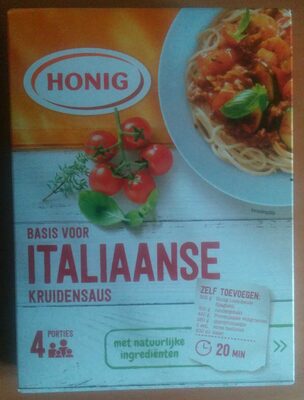 HONIG
BASIS VOOR
ITALIAANSE
KRUIDENSAUS
4 PORTIES
met natuurlijke
ingrediënten
ZELF TOEVOEGEN:
20 MIN